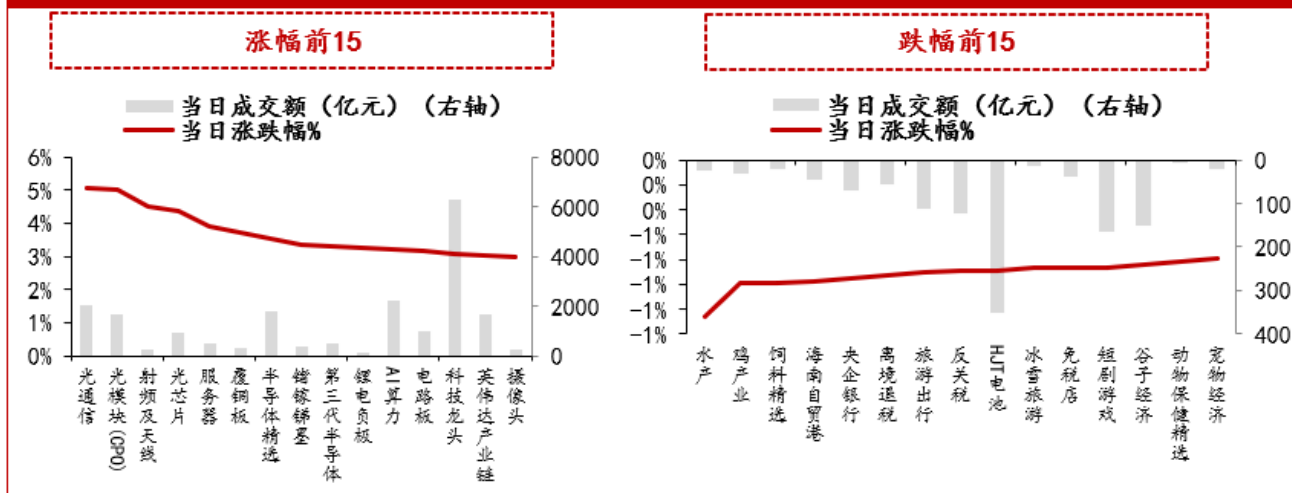 涨幅前15
当日成交额（亿元）（右轴）
当日涨跌幅%
6%
5%
4%
3%
2%
1%
0%
8000
6000
4000
2000
0
光通信
光模块(CPO)
射频及天线
光芯片
服务器
覆铜板
半导体精选
锗镓锑墨
第三代半导体
锂电负极
AI算力
电路板
科技龙头
英伟达产业链
摄像头
跌幅前15
当日成交额（亿元）（右轴）
当日涨跌幅%
0%
0%
0%
-1%
-1%
-1%
-1%
-1%
0
100
200
300
400
水产
鸡产业
饲料精选
海南自贸港
央企银行
离境退税
旅游出行
反关税
HJT电池
冰雪旅游
免税店
短剧游戏
谷子经济
动物保健精选
宠物经济